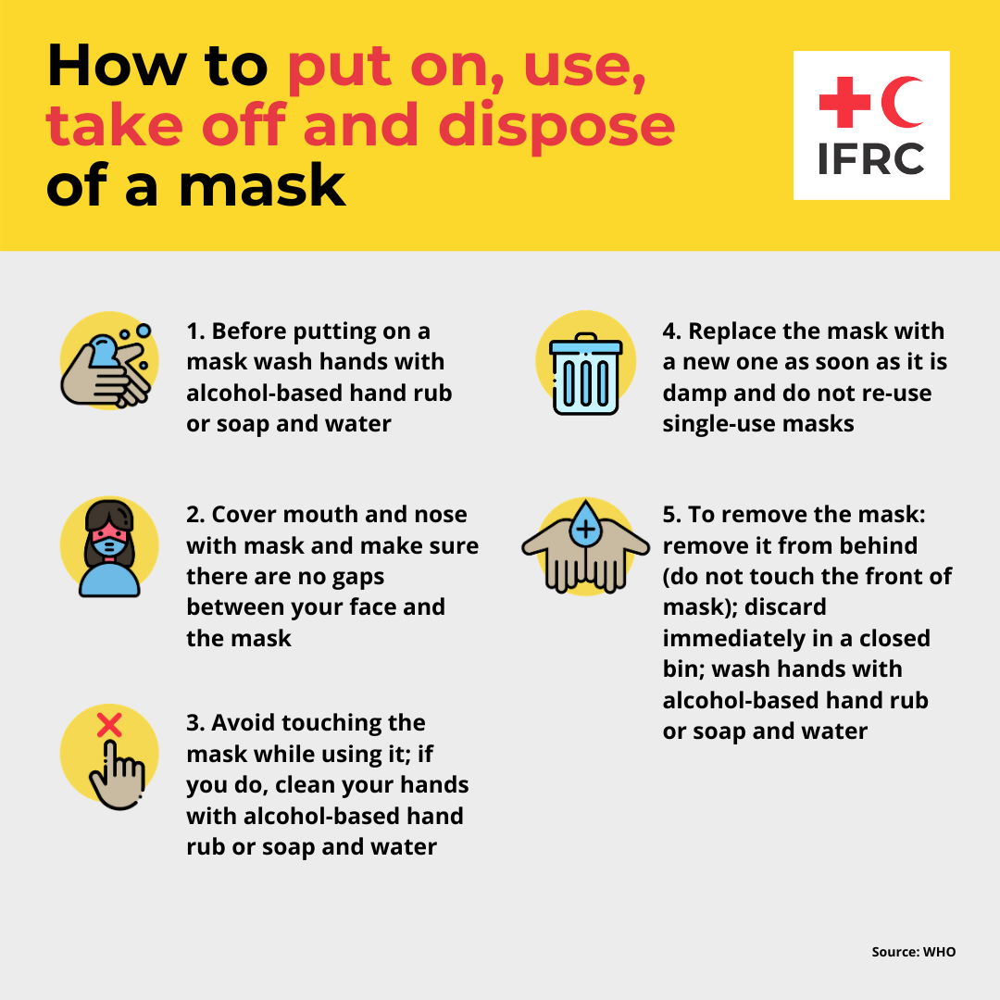 How to put on, use,
take off and dispose
of a mask
IFRC
1. Before putting on a
mask wash hands with
alcohol-based hand rub
or soap and water
2. Cover mouth and nose
with mask and make sure
there are no gaps
between your face and
the mask
3. Avoid touching the
mask while using it; if
you do, clean your hands
with alcohol-based hand
rub or soap and water
4. Replace the mask with
a new one as soon as it is
damp and do not re-use
single-use masks
5. To remove the mask:
remove it from behind
(do not touch the front of
mask); discard
immediately in a closed
bin; wash hands with
alcohol-based hand rub
or soap and water
Source: WHO